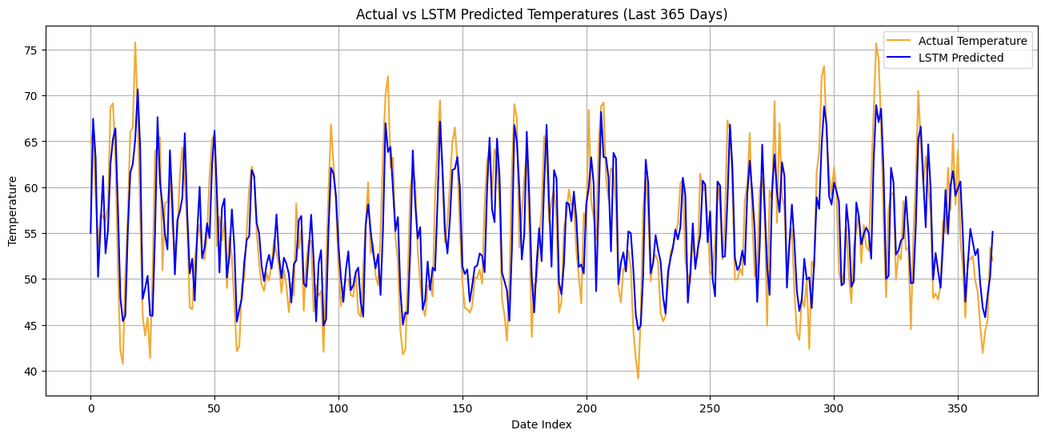 Actual vs LSTM Predicted Temperatures (Last 365 Days)
Actual Temperature
LSTM Predicted
Temperature
75
70
65
60
55
50
45
40
0 50 100 150 200 250 300 350
Date Index